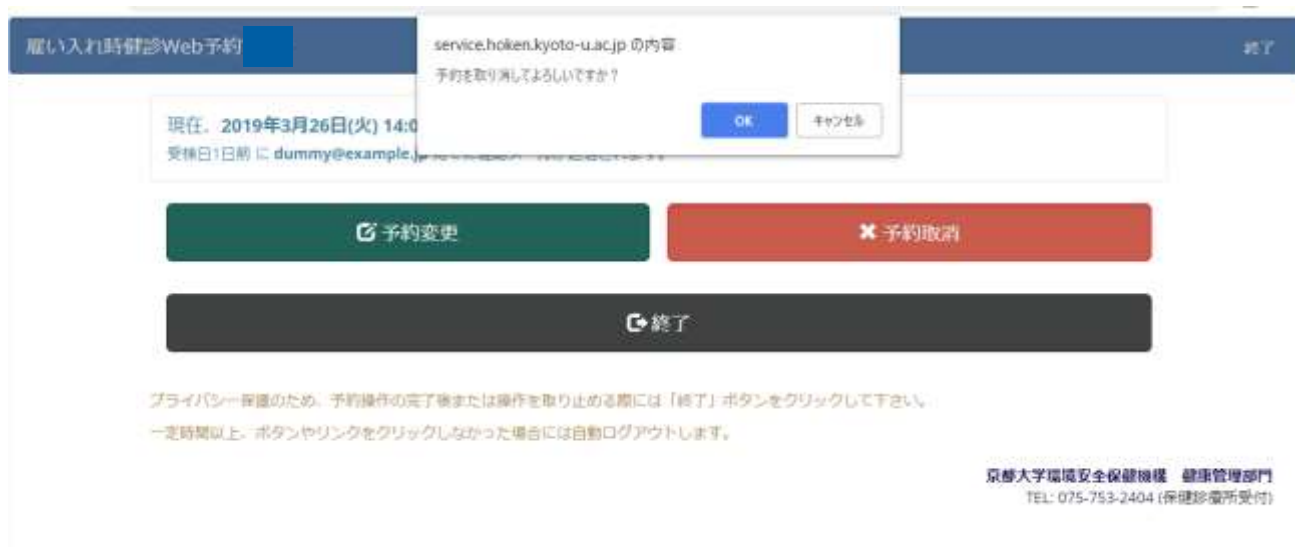 雇い入れ時健診Web予約
終了
service.hoken.kyoto-u.ac.jp の内容
予約を取り消してよろしいですか？
OK
キャンセル
現在、2019年3月26日(火) 14:0
受検日1日前 に dummy@example.jp
予約変更
予約取消
終了
プライバシー保護のため、予約操作の完了後または操作を取り止める際には「終了」ボタンをクリックして下さい。
一定時間以上、ボタンやリンクをクリックしなかった場合には自動ログアウトします。
京都大学環境安全保健機構　健康管理部門
TEL: 075-753-2404 (保健診療所受付)